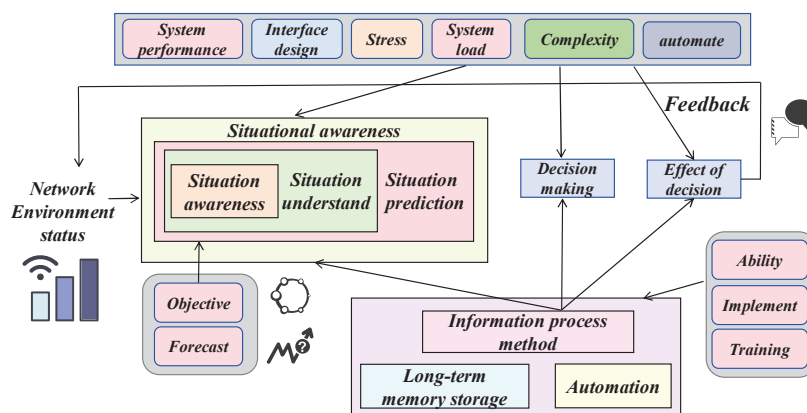 System
performance
Interface
design
Stress
System
load
Complexity
automate
Feedback
Situational awareness
Situation
awareness
Situation
understand
Situation
prediction
Decision
making
Effect of
decision
Network
Environment
status
Objective
Forecast
?
Ability
Implement
Training
Information process
method
Long-term
memory storage
Automation